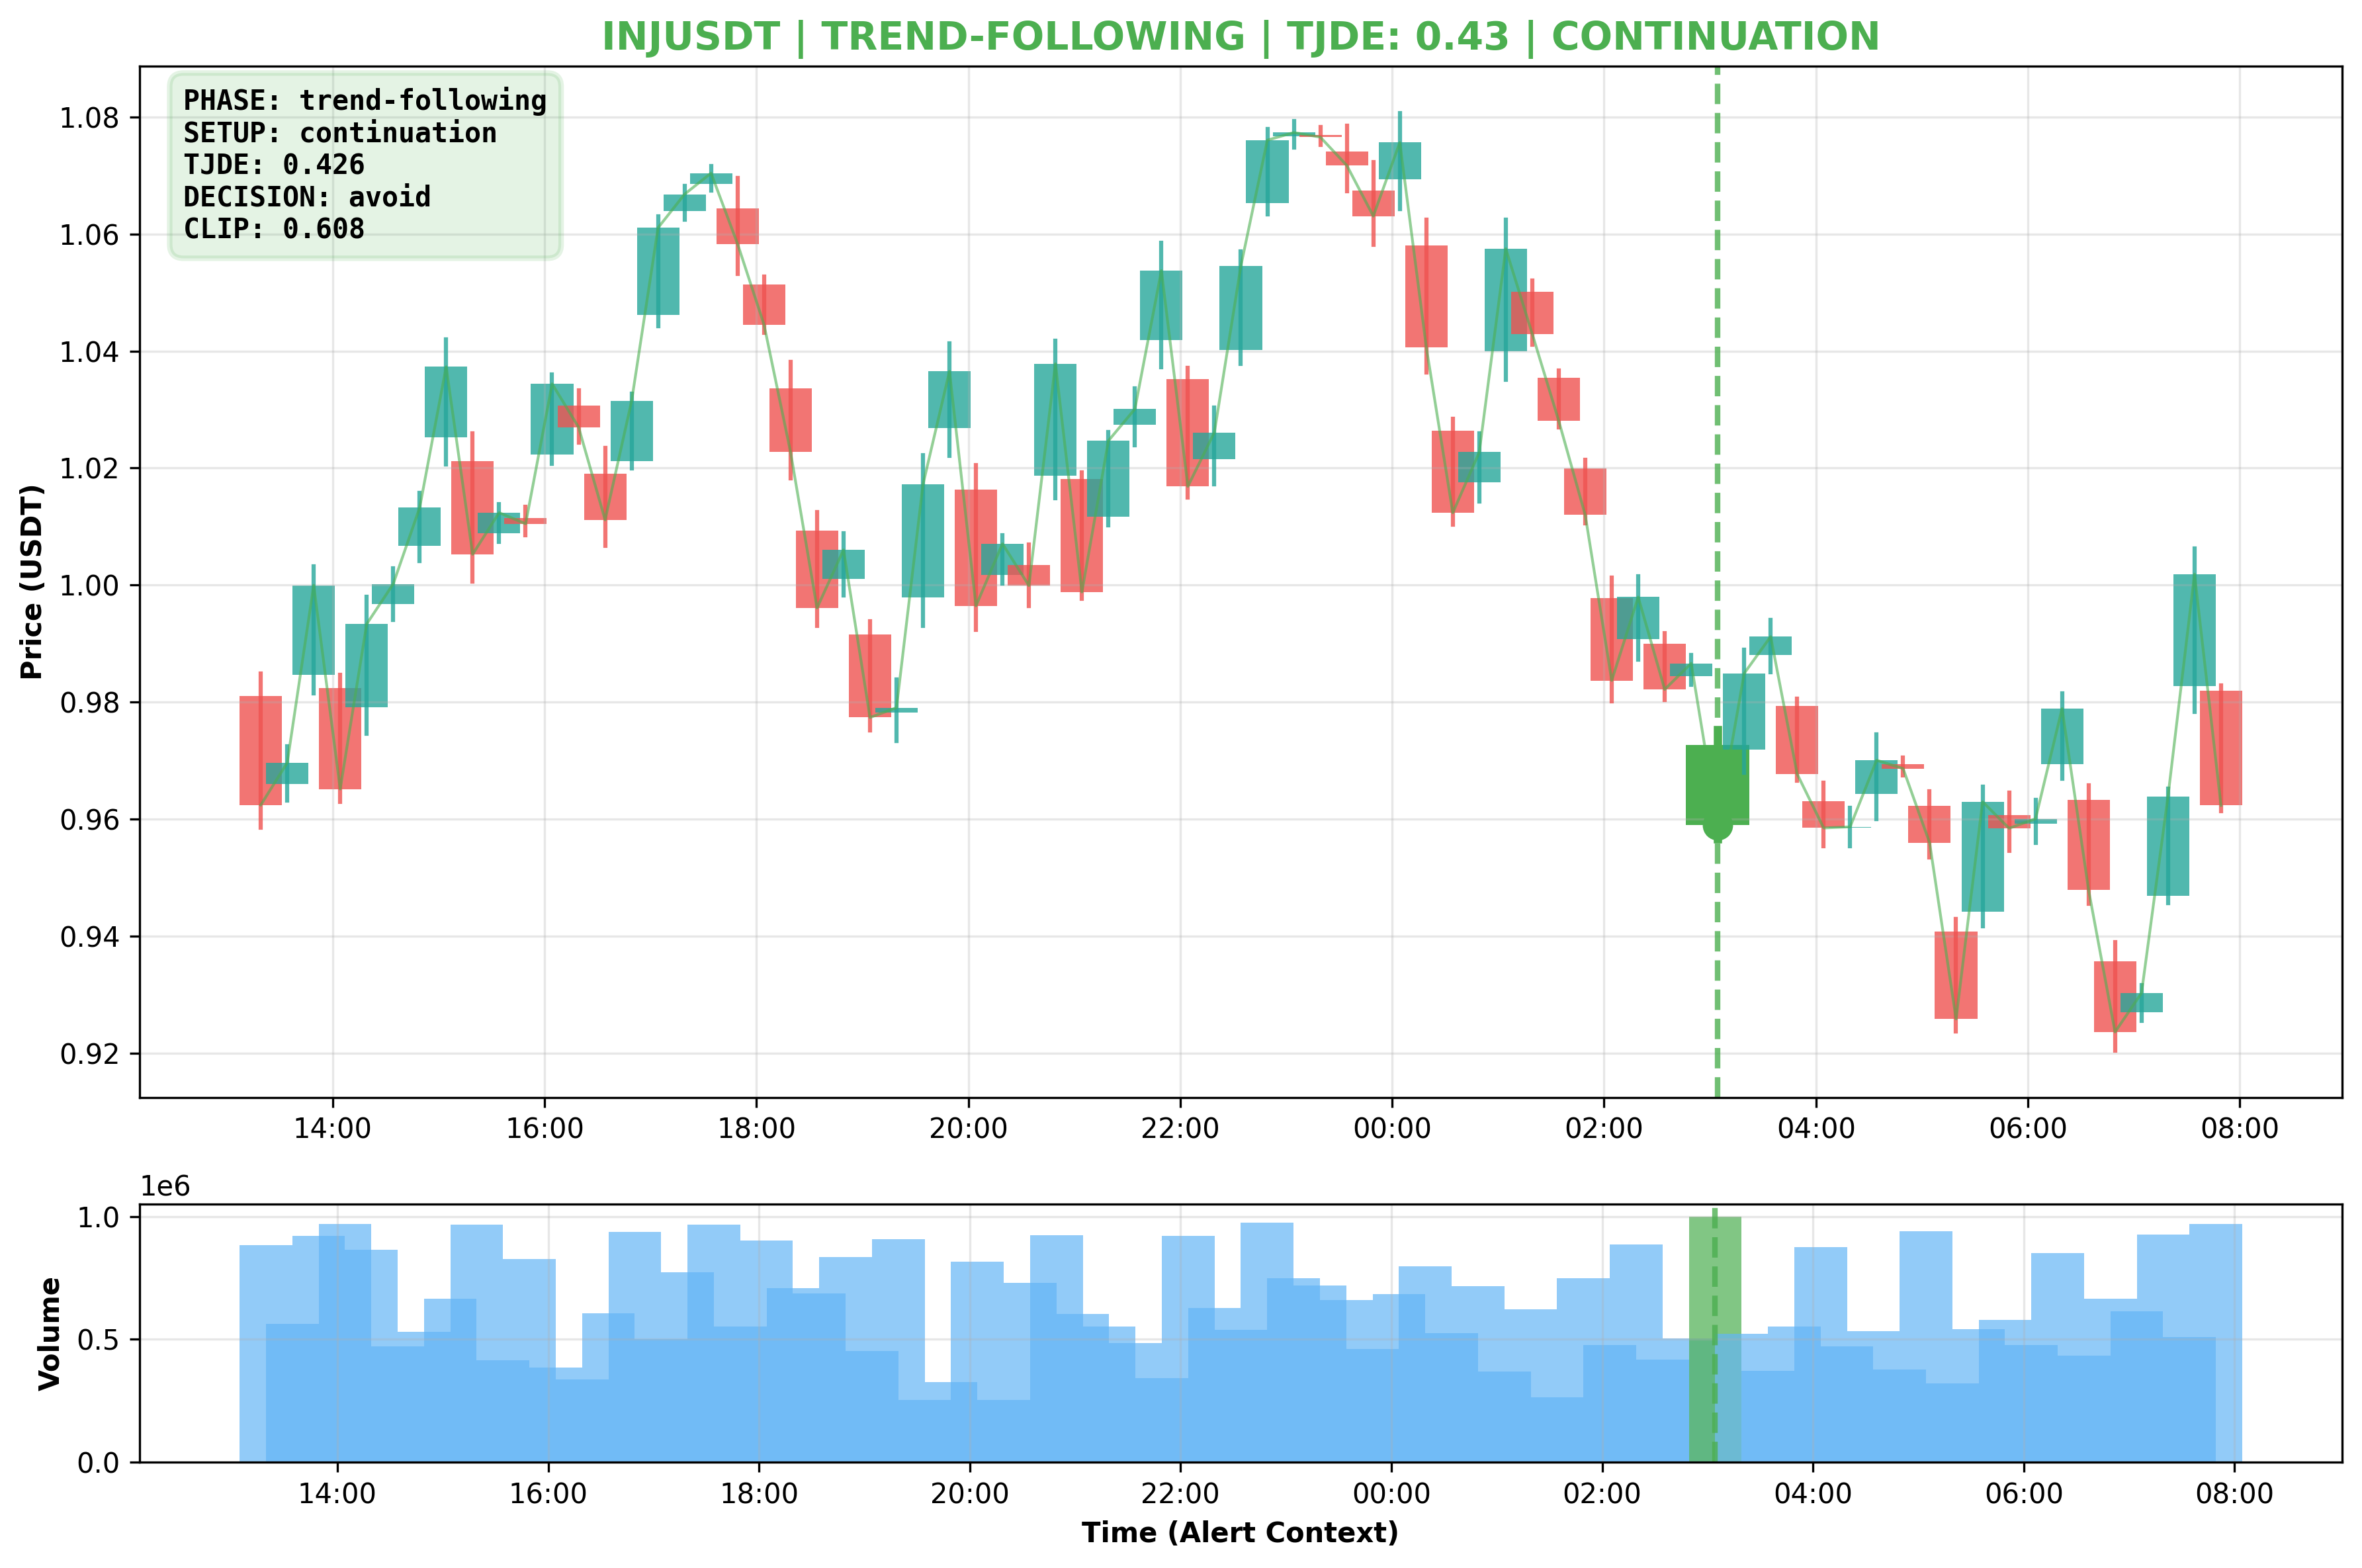 INJUSDT | TREND-FOLLOWING | TJDE: 0.43 | CONTINUATION
PHASE: trend-following
SETUP: continuation
TJDE: 0.426
DECISION: avoid
CLIP: 0.608
Price (USDT)
1.08
1.06
1.04
1.02
1.00
0.98
0.96
0.94
0.92
14:00 16:00 18:00 20:00 22:00 00:00 02:00 04:00 06:00 08:00
1e6
Volume
1.0
0.5
0.0
14:00 16:00 18:00 20:00 22:00 00:00 02:00 04:00 06:00 08:00
Time (Alert Context)